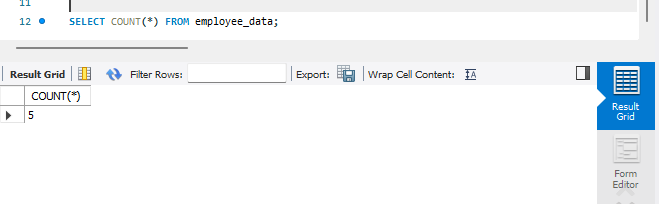 11
12 SELECT COUNT(*) FROM employee_data;
Result Grid Filter Rows: Export: Wrap Cell Content:
COUNT(*)
5
Result
Grid
Form
Editor